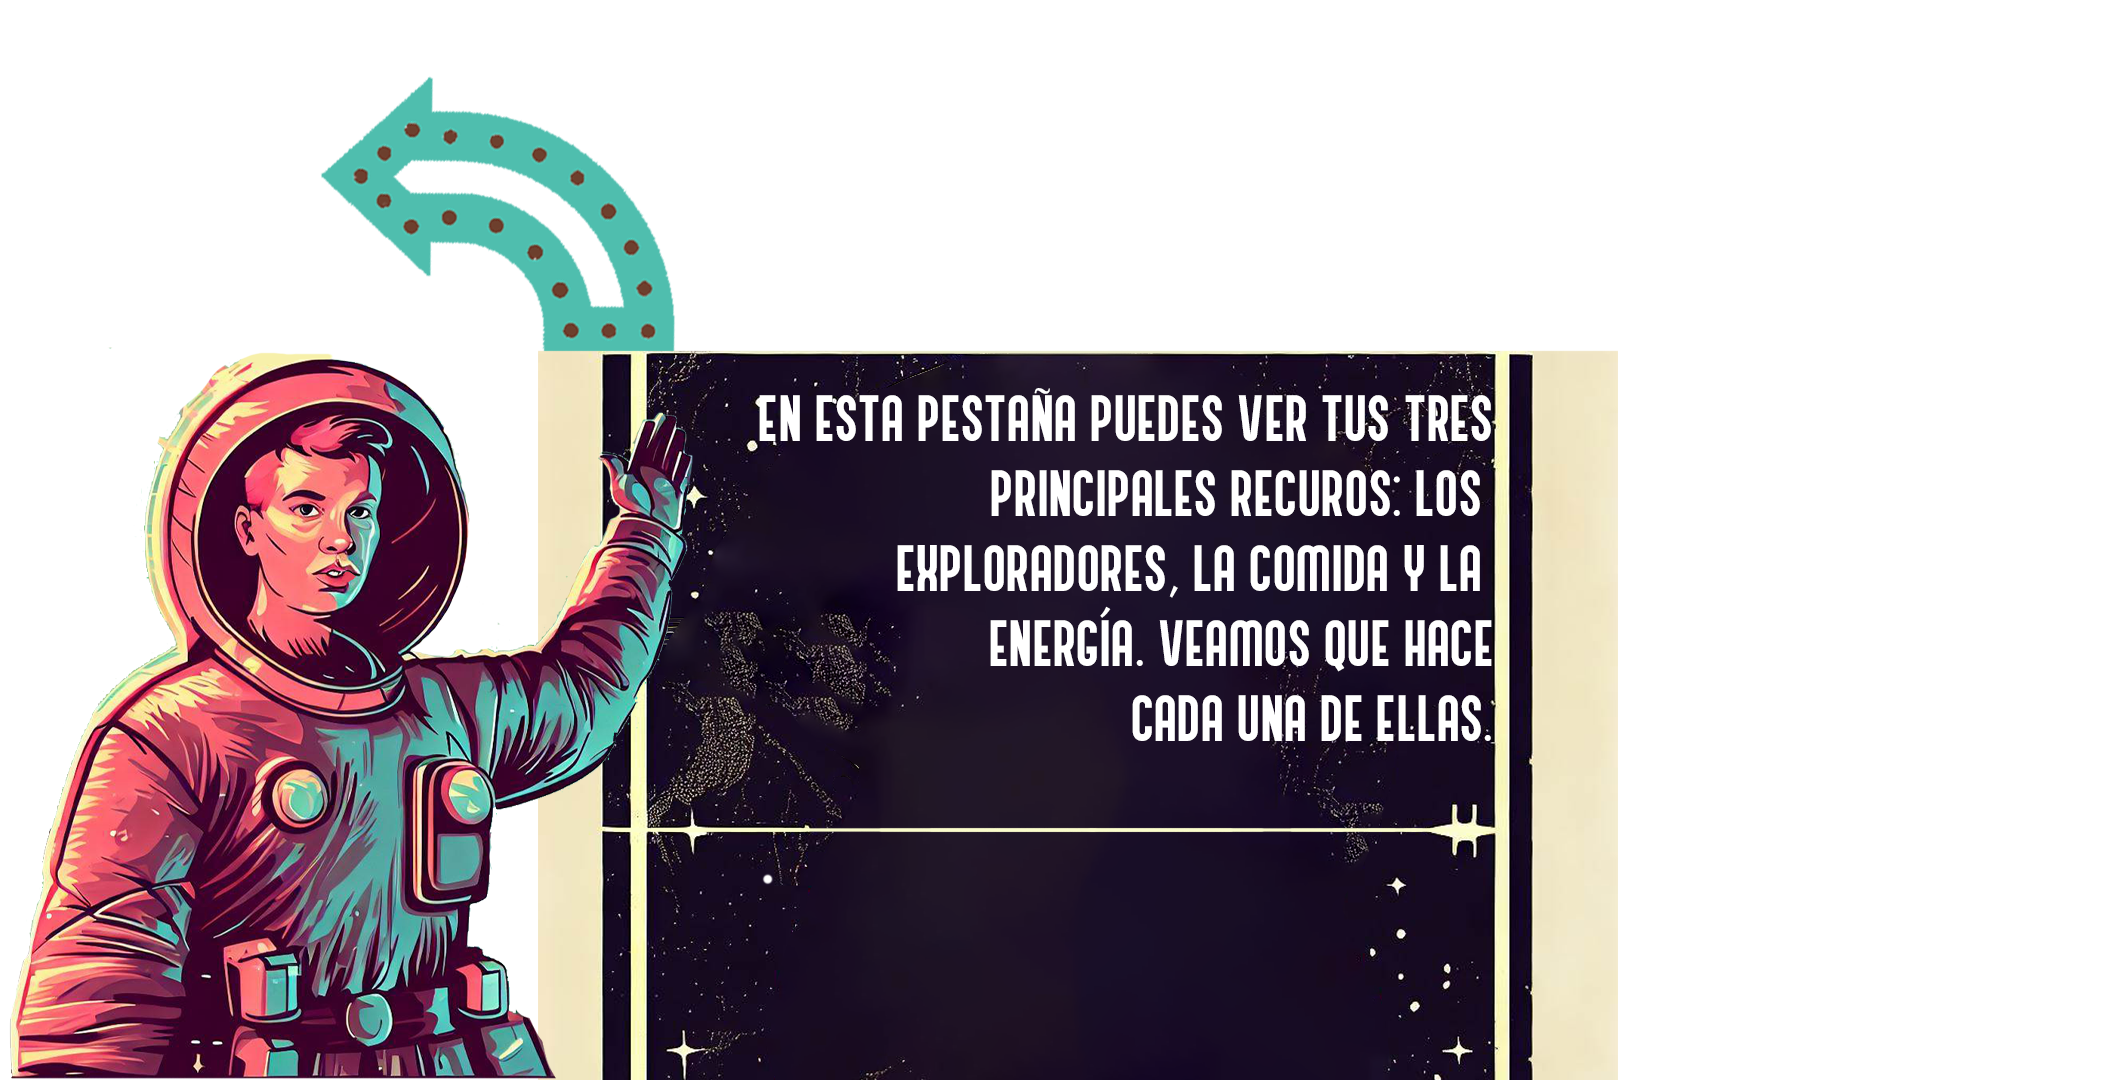 EN ESTA PESTAÑA PUEDES VER TUS TRES
PRINCIPALES RECUROS: LOS
EXPLORADORES, LA COMIDA Y LA
ENERGÍA. VEAMOS QUE HACE
CADA UNA DE ELLAS.